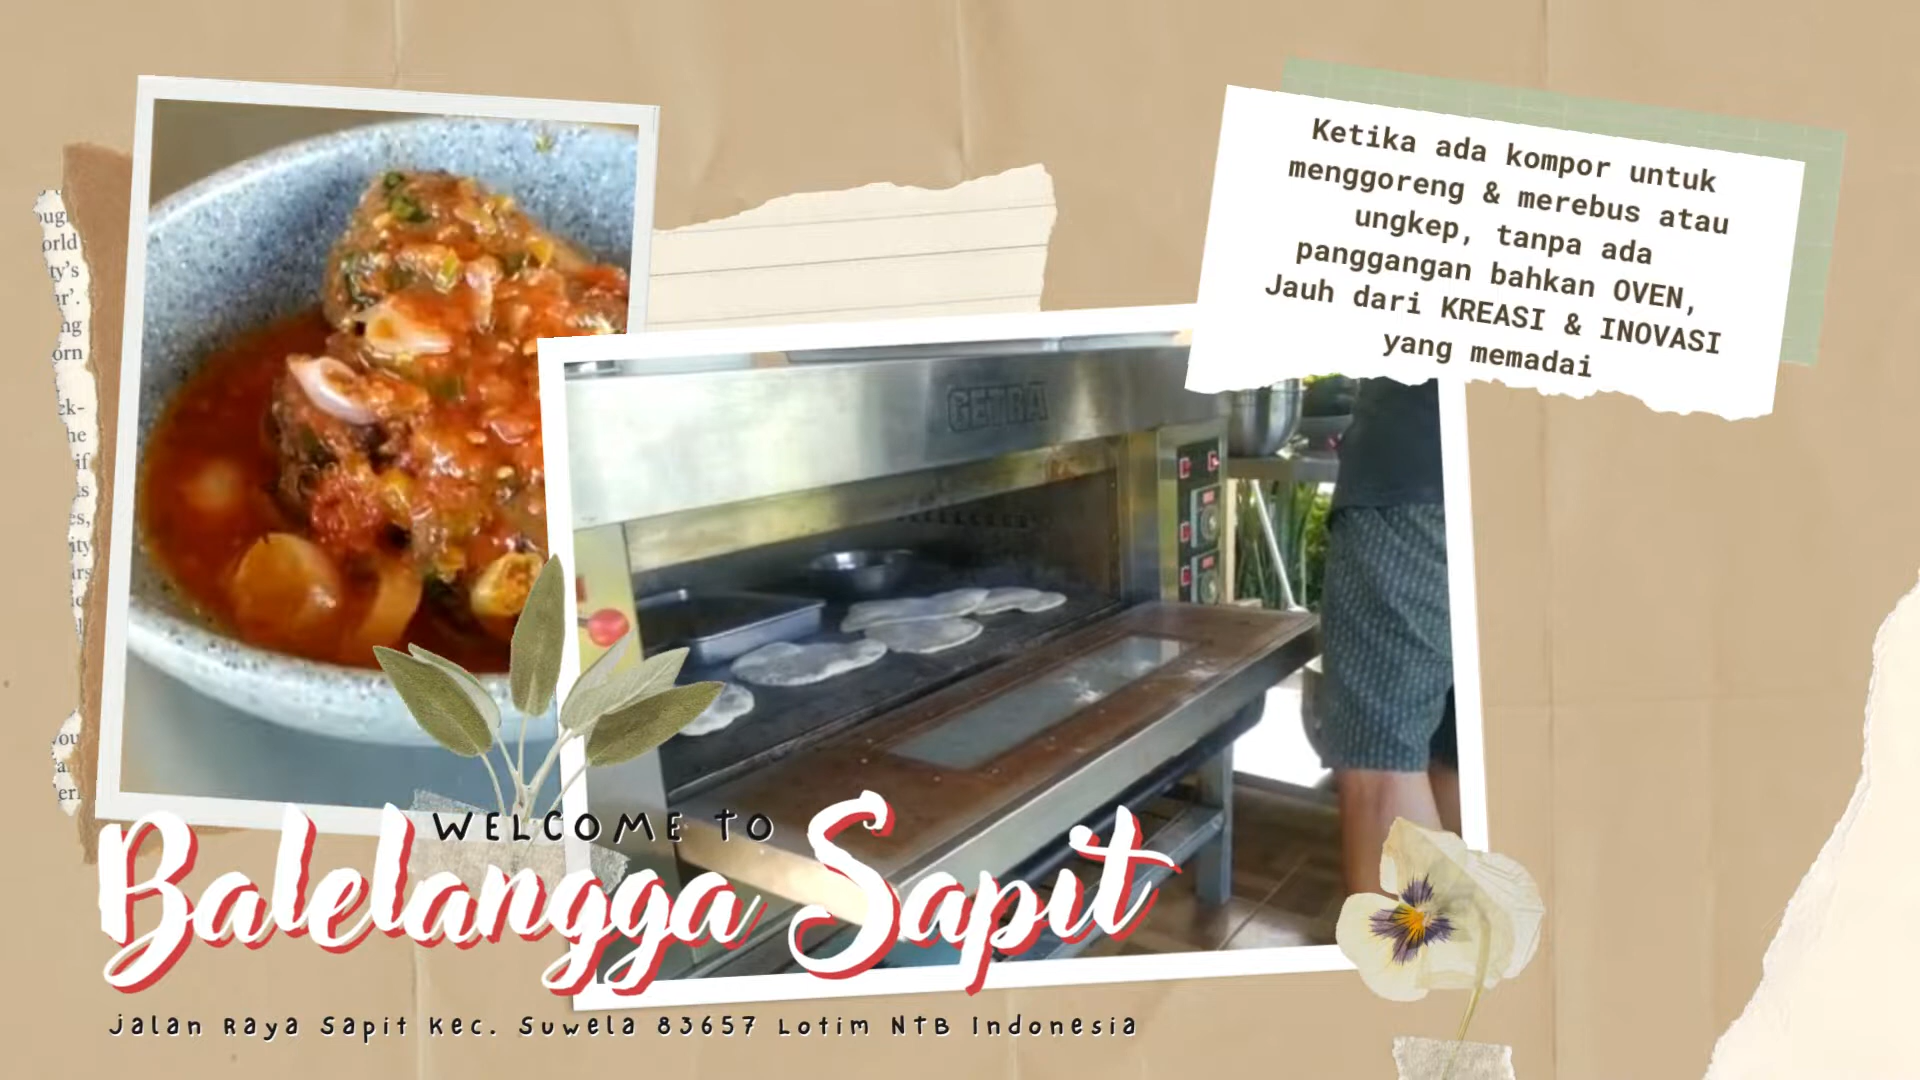 Ketika ada kompor untuk
menggoreng & merebus atau
ungkep, tanpa ada
panggangan bahkan OVEN,
Jauh dari KREASI & INOVASI
yang memadai
GETRA
WELCOME TO
Balelangga Sapit
Jalan Raya Sapit Kec. Suwela 83657 Lotim NTB Indonesia